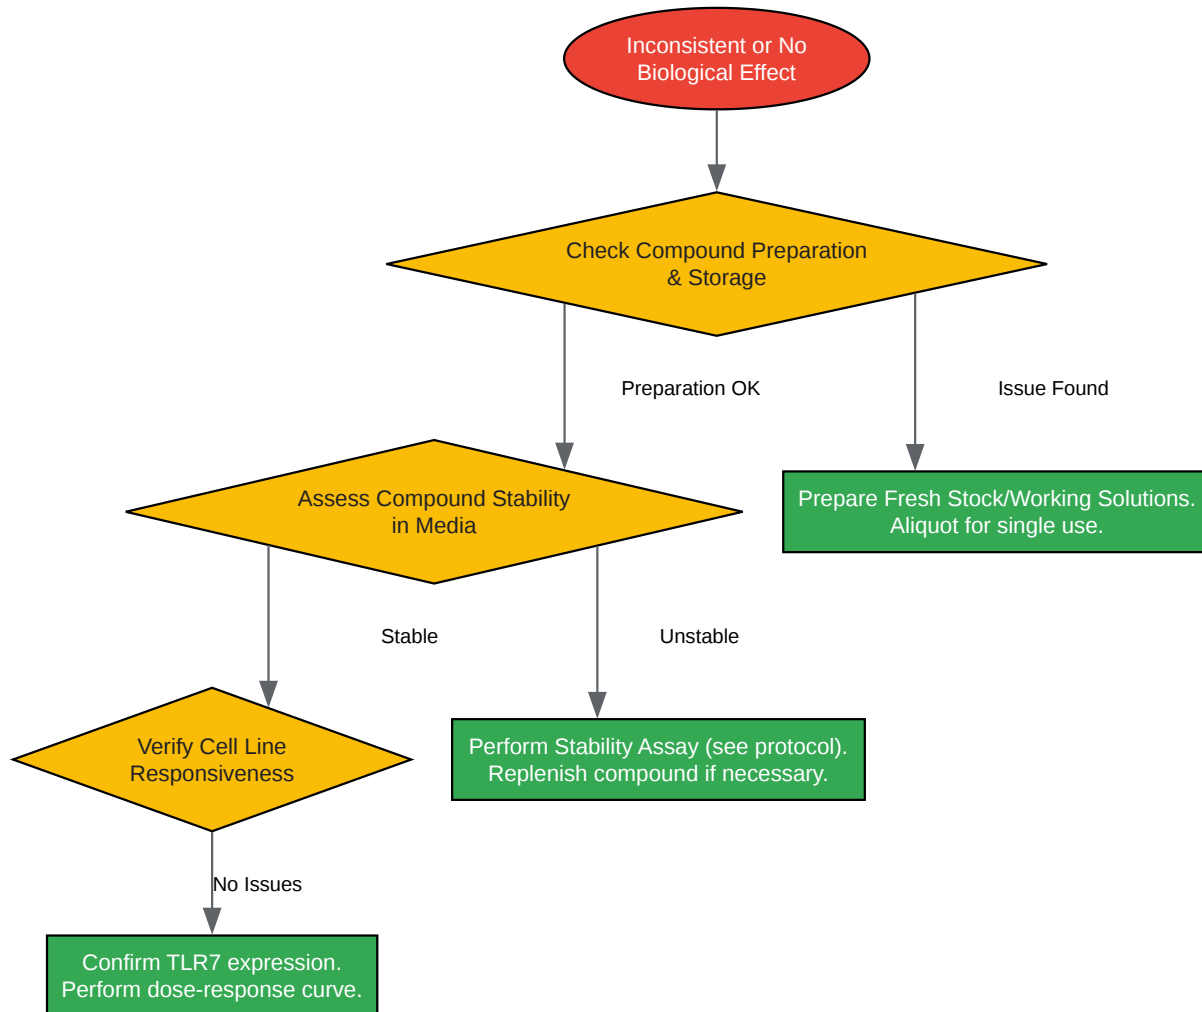 Inconsistent or No
Biological Effect
Check Compound Preparation
& Storage
Preparation OK
Issue Found
Assess Compound Stability
in Media
Prepare Fresh Stock/Working Solutions.
Aliquot for single use.
Stable
Unstable
Verify Cell Line
Responsiveness
Perform Stability Assay (see protocol).
Replenish compound if necessary.
No Issues
Confirm TLR7 expression.
Perform dose-response curve.